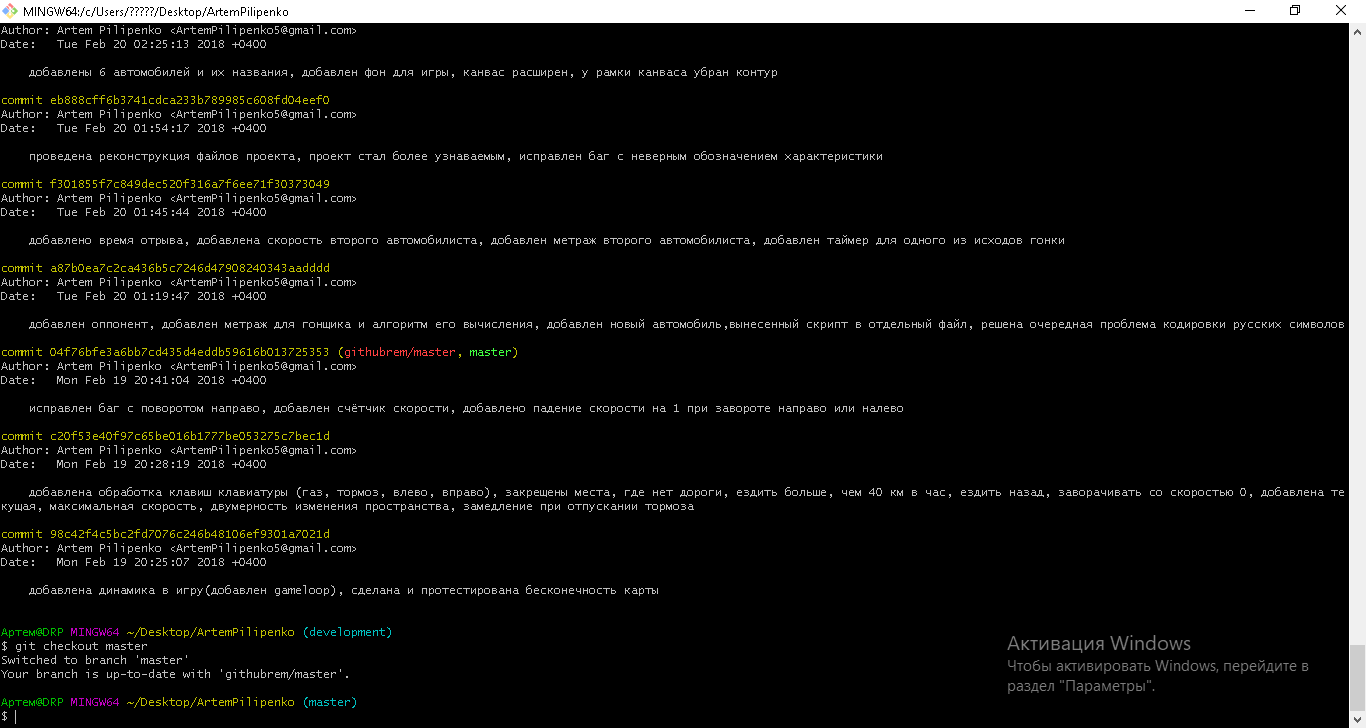 MINGW64:/c/Users/?????/Desktop/ArtemPilipenko
Author: Artem Pilipenko <ArtemPilipenko5@gmail.com>
Date:   Tue Feb 20 02:25:13 2018 +0400
добавлены 6 автомобилей и их названия, добавлен фон для игры, канвас расширен, у рамки канваса убран контур
commit eb888cff6b3741cdca233b789985c608fd04eef0
Author: Artem Pilipenko <ArtemPilipenko5@gmail.com>
Date:   Tue Feb 20 01:54:17 2018 +0400
проведена реконструкция файлов проекта, проект стал более узнаваемым, исправлен баг с неверным обозначением характеристики
commit f301855f7c849dec520f316a7f6ee71f30373049
Author: Artem Pilipenko <ArtemPilipenko5@gmail.com>
Date:   Tue Feb 20 01:45:44 2018 +0400
добавлено время отрыва, добавлена скорость второго автомобилиста, добавлен метраж второго автомобилиста, добавлен таймер для одного из исходов гонки
commit a87b0ea7c2ca436b5c7246d47908240343aadddd
Author: Artem Pilipenko <ArtemPilipenko5@gmail.com>
Date:   Tue Feb 20 01:19:47 2018 +0400
добавлен оппонент, добавлен метраж для гонщика и алгоритм его вычисления, добавлен новый автомобиль,вынесенный скрипт в отдельный файл, решена очередная проблема кодировки русских символов
commit 04f76bfe3a6bb7cd435d4eddb59616b013725353 (githubrem/master, master)
Author: Artem Pilipenko <ArtemPilipenko5@gmail.com>
Date:   Mon Feb 19 20:41:04 2018 +0400
исправлен баг с поворотом направо, добавлен счётчик скорости, добавлено падение скорости на 1 при завороте направо или налево
commit c20f53e40f97c65be016b1777be053275c7bec1d
Author: Artem Pilipenko <ArtemPilipenko5@gmail.com>
Date:   Mon Feb 19 20:28:19 2018 +0400
добавлена обработка клавиш клавиатуры (газ, тормоз, влево, вправо), закрещены места, где нет дороги, ездить больше, чем 40 км в час, ездить назад, заворачивать со скоростью 0, добавлена те
кущая, максимальная скорость, двумерность изменения пространства, замедление при отпускании тормоза
commit 98c42f4c5bc2fd7076c246b48106ef9301a7021d
Author: Artem Pilipenko <ArtemPilipenko5@gmail.com>
Date:   Mon Feb 19 20:25:07 2018 +0400
добавлена динамика в игру(добавлен gameloop), сделана и протестирована бесконечность карты
Артем@DRP MINGW64 ~/Desktop/ArtemPilipenko (development)
$ git checkout master
Switched to branch 'master'
Your branch is up-to-date with 'githubrem/master'.
Артем@DRP MINGW64 ~/Desktop/ArtemPilipenko (master)
$
Активация Windows
Чтобы активировать Windows, перейдите в
раздел "Параметры".